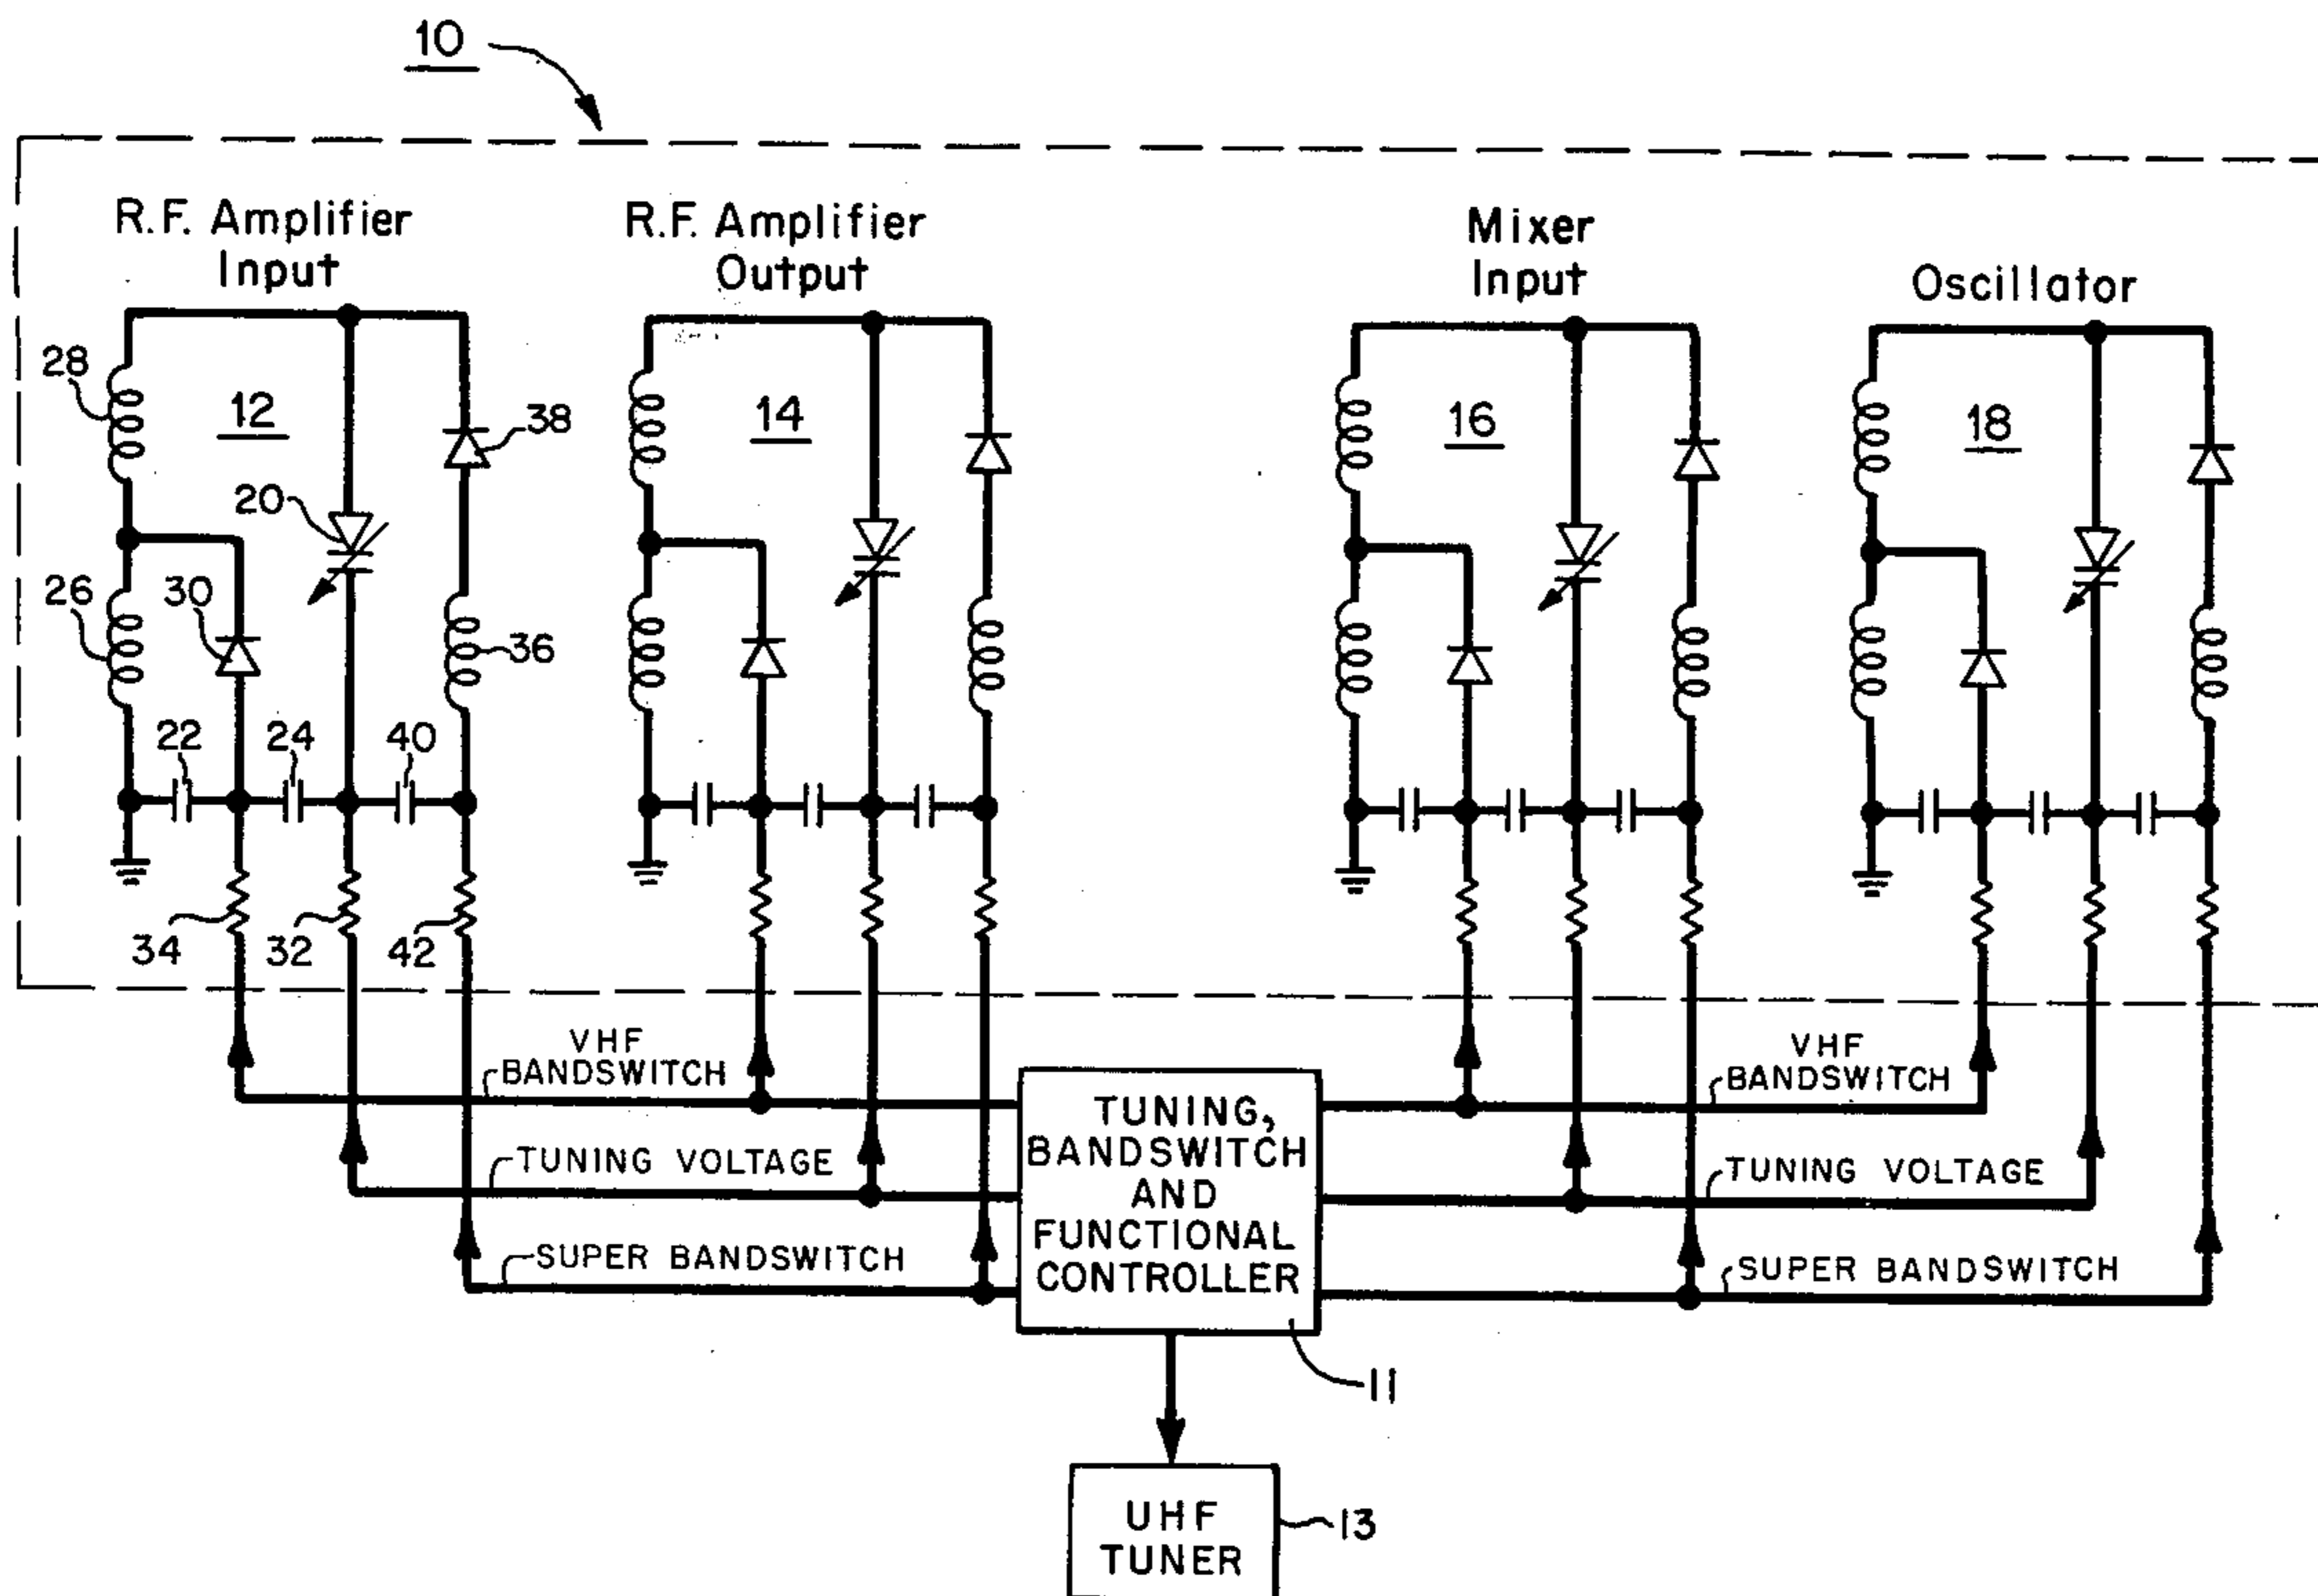 10
R.F. Amplifier
Input
R.F. Amplifier
Output
Mixer
Input
Oscillator
28
12
38
14
16
18
20
26
30
36
22
24
40
34
32
42
VHF
BANDSWITCH
VHF
BANDSWITCH
TUNING VOLTAGE
TUNING VOLTAGE
SUPER BANDSWITCH
SUPER BANDSWITCH
TUNING,
BANDSWITCH
AND
FUNCTIONAL
CONTROLLER
11
UHF
TUNER
13